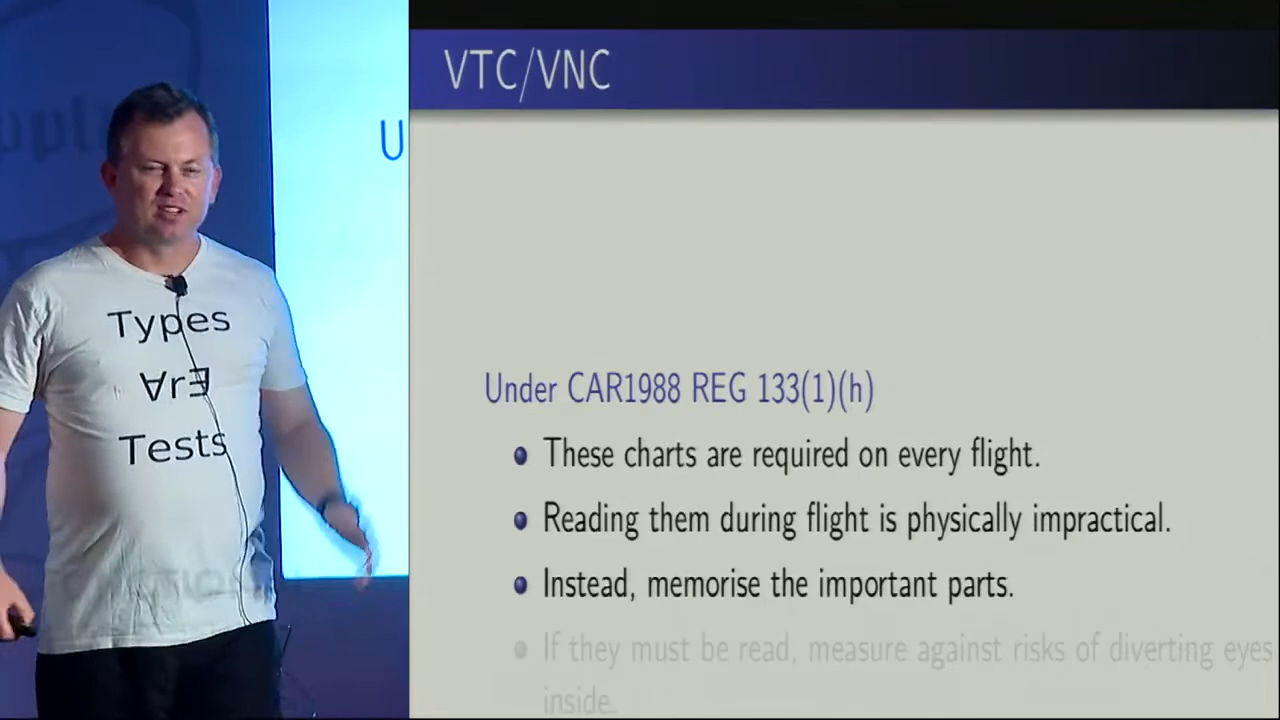 VTC/VNC
U
Types
∀rƎ
Tests
Under CAR1988 REG 133(1)(h)
These charts are required on every flight.
Reading them during flight is physically impractical.
Instead, memorise the important parts.
If they must be read, measure against risks of diverting eyes
inside.